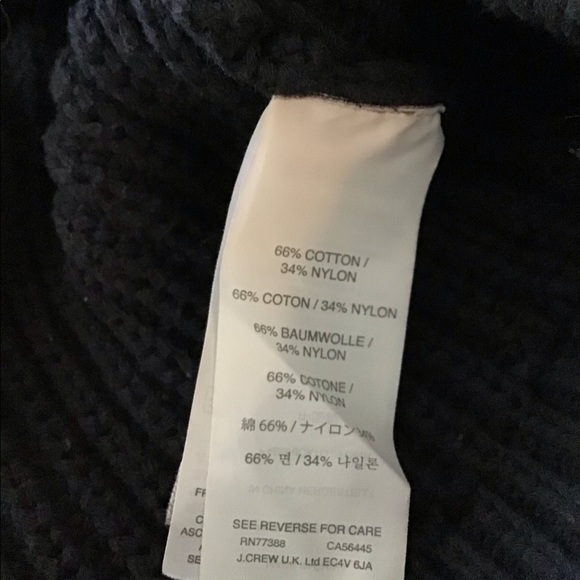 66% COTTON /
34% NYLON
66% COTON / 34% NYLON
66% BAUMWOLLE /
34% NYLON
66% COTONE /
34% NYLON
綿 66% / ナイロン 34%
66% 면 / 34% 나일론
SEE REVERSE FOR CARE
RN77388 CA56445
J.CREW U.K. Ltd EC4V 6JA